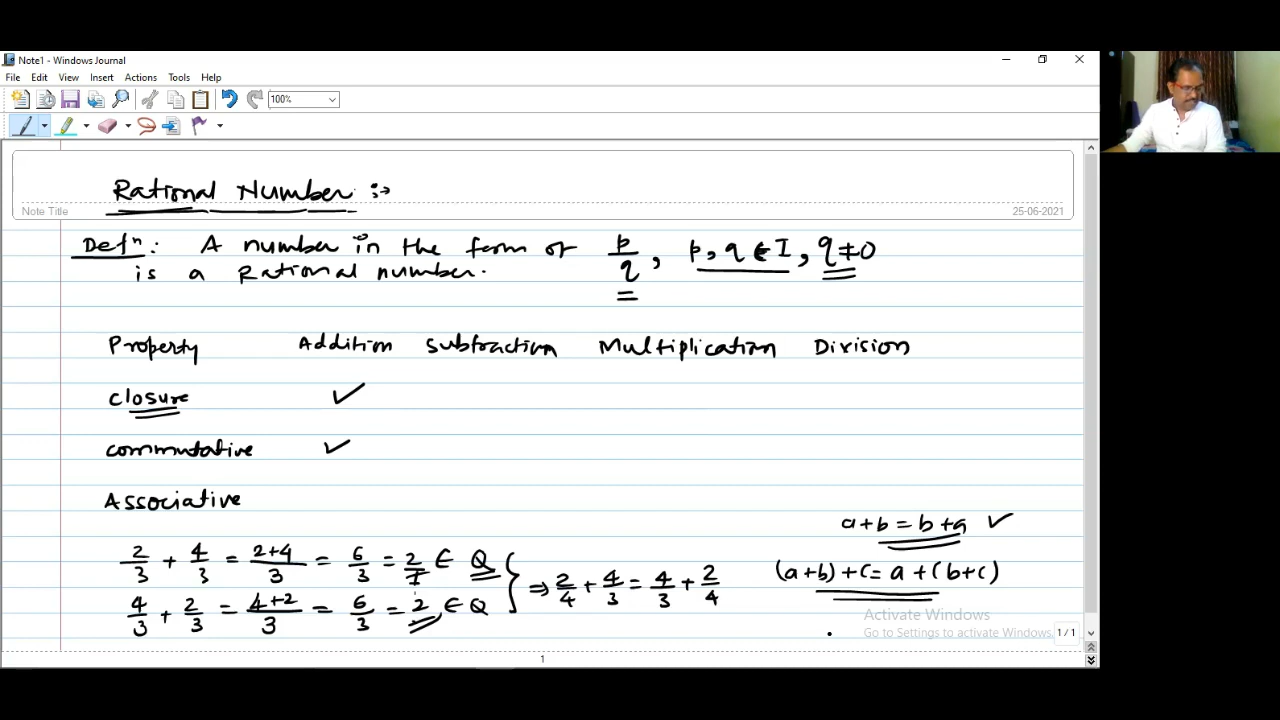 Note1 - Windows Journal
File Edit View Insert Actions Tools Help
100%
Rational Number :→
Note Title
25-06-2021
Defⁿ: A number in the form of p/q, p, q ∈ I, q ≠ 0
is a Rational number.
Property Addition Subtraction Multiplication Division
closure ✓
commutative ✓
Associative
a+b = b+a ✓
2/3 + 4/3 = (2+4)/3 = 6/3 = 2/1 ∈ Q } ⇒ 2/4 + 4/3 = 4/3 + 2/4
(a+b)+c = a+(b+c)
4/3 + 2/3 = (4+2)/3 = 6/3 = 2 ∈ Q
Activate Windows
Go to Settings to activate Windows.
1/1
1